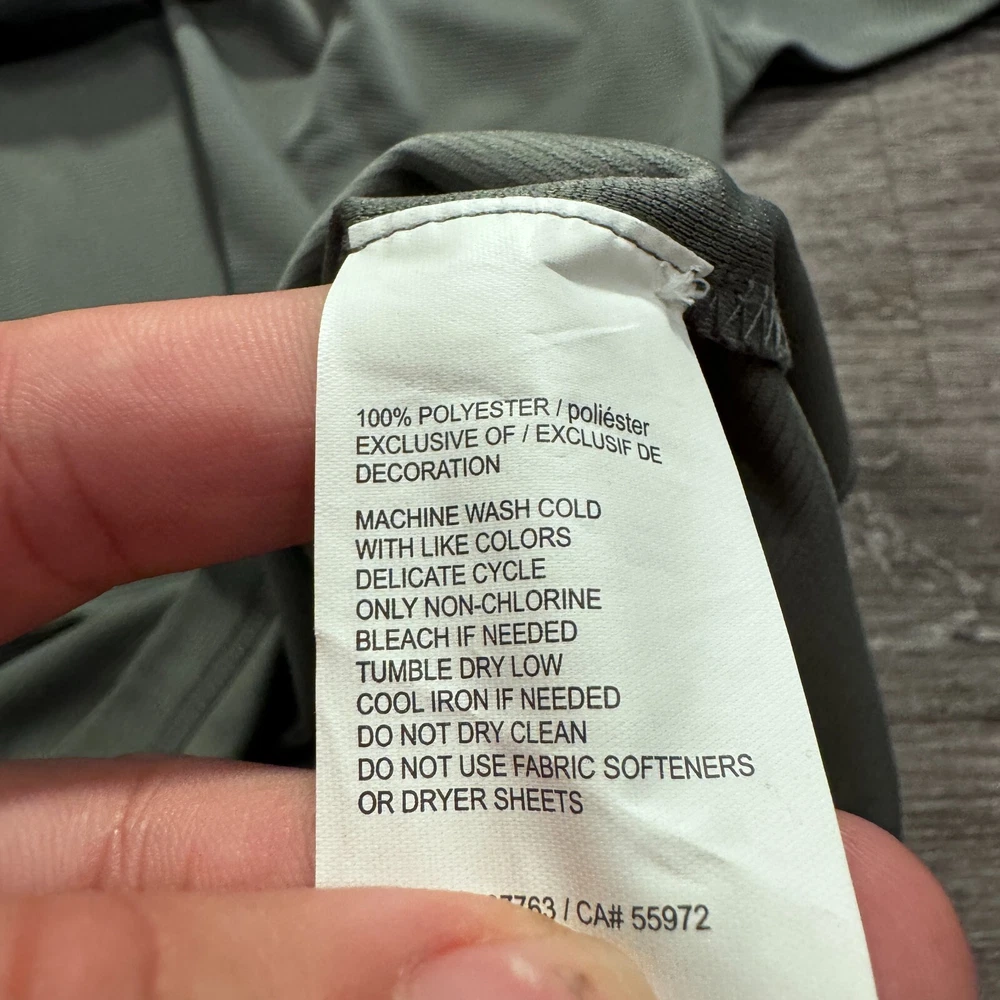 100% POLYESTER / poliéster
EXCLUSIVE OF / EXCLUSIF DE
DECORATION
MACHINE WASH COLD
WITH LIKE COLORS
DELICATE CYCLE
ONLY NON-CHLORINE
BLEACH IF NEEDED
TUMBLE DRY LOW
COOL IRON IF NEEDED
DO NOT DRY CLEAN
DO NOT USE FABRIC SOFTENERS
OR DRYER SHEETS
/ CA# 55972